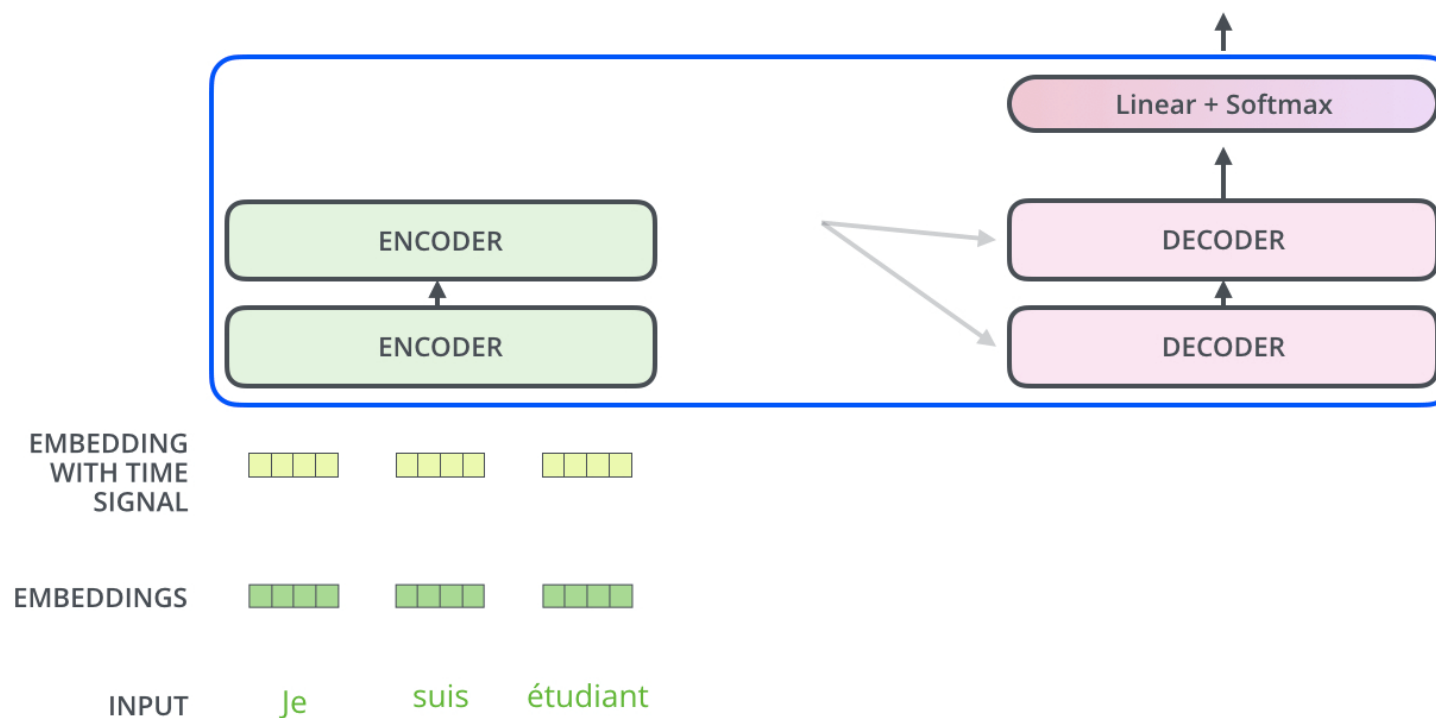 Linear + Softmax
ENCODER
DECODER
ENCODER
DECODER
EMBEDDING
WITH TIME
SIGNAL
EMBEDDINGS
INPUT Je suis étudiant